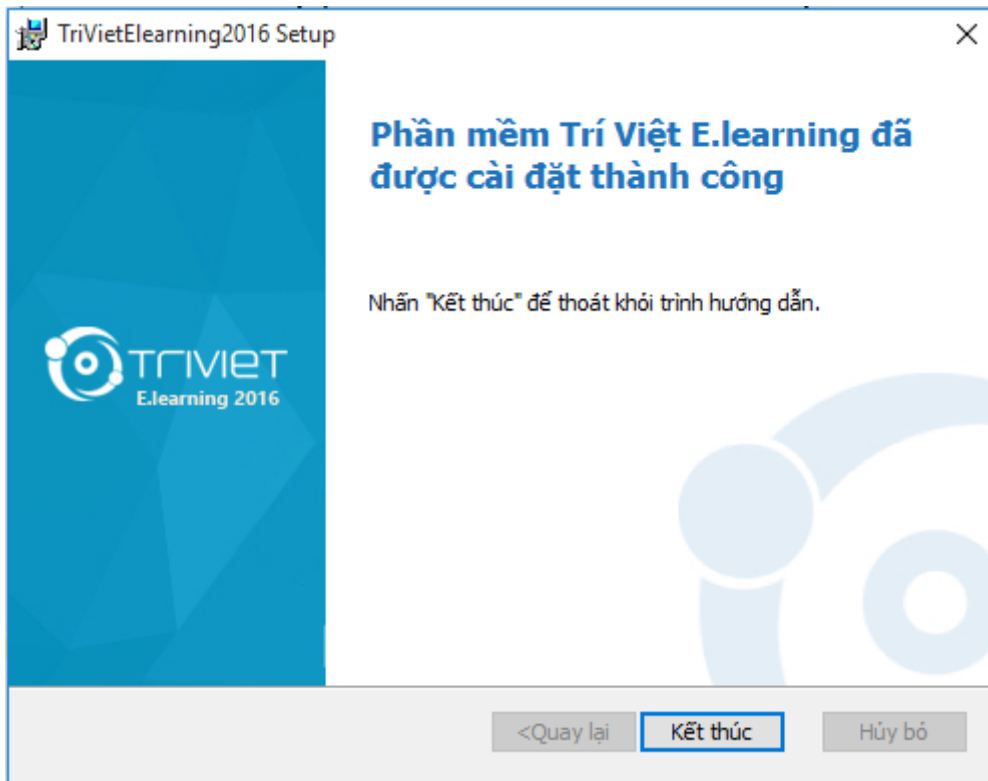 TriVietElearning2016 Setup
Phần mềm Trí Việt E.learning đã
được cài đặt thành công
Nhấn "Kết thúc" để thoát khỏi trình hướng dẫn.
TRIVIET
E.learning 2016
<Quay lại
Kết thúc
Hủy bỏ